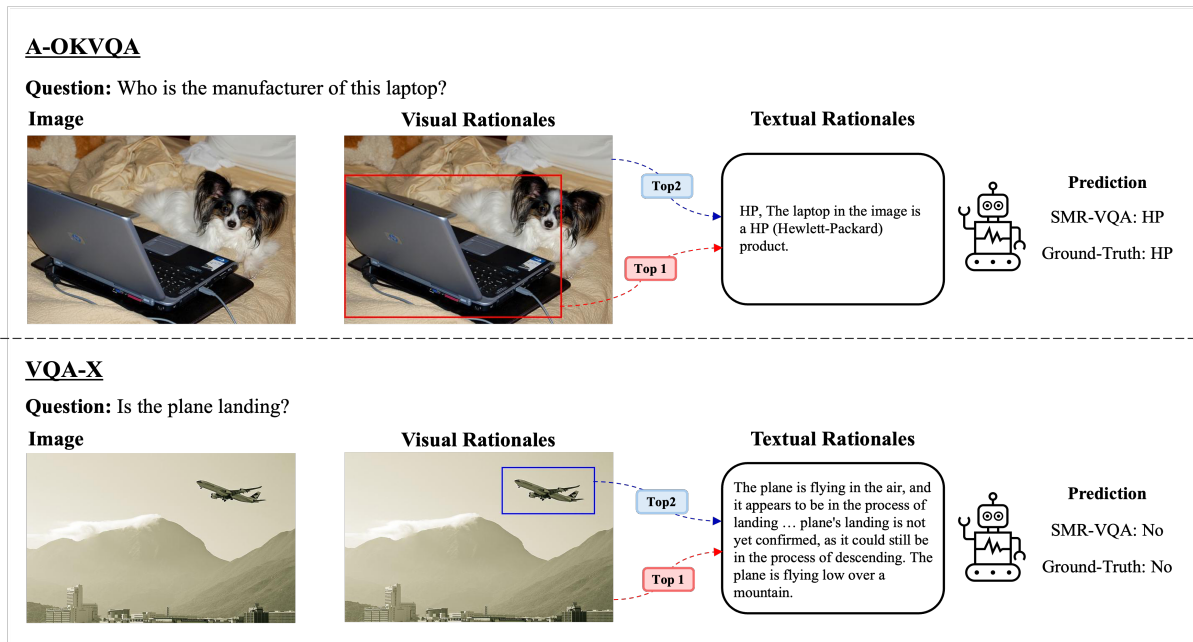 A-OKVQA
Question: Who is the manufacturer of this laptop?
Image
Visual Rationales
Textual Rationales
Top2
Top 1
HP, The laptop in the image is
a HP (Hewlett-Packard)
product.
Prediction
SMR-VQA: HP
Ground-Truth: HP
VQA-X
Question: Is the plane landing?
Image
Visual Rationales
Textual Rationales
Top2
Top 1
The plane is flying in the air, and
it appears to be in the process of
landing … plane's landing is not
yet confirmed, as it could still be
in the process of descending. The
plane is flying low over a
mountain.
Prediction
SMR-VQA: No
Ground-Truth: No